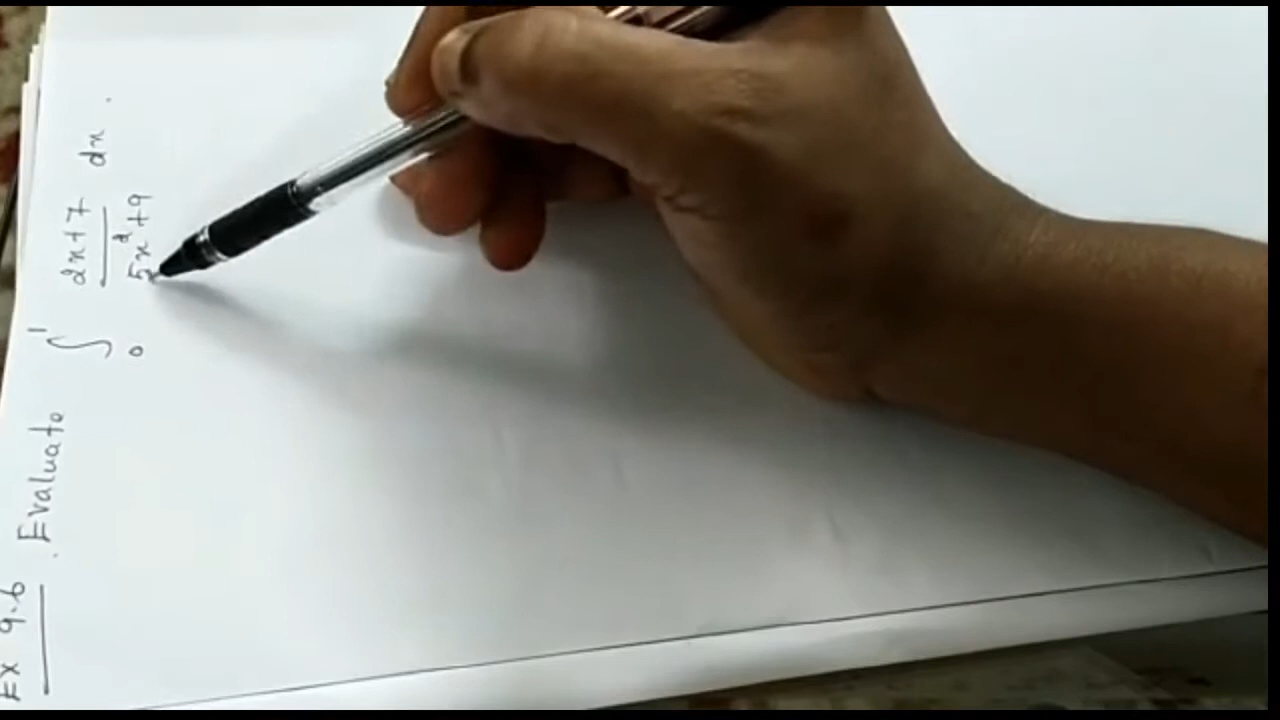 Ex 9.6 . Evaluate ∫₀¹ (2x+7)/(5x²+9) dx .